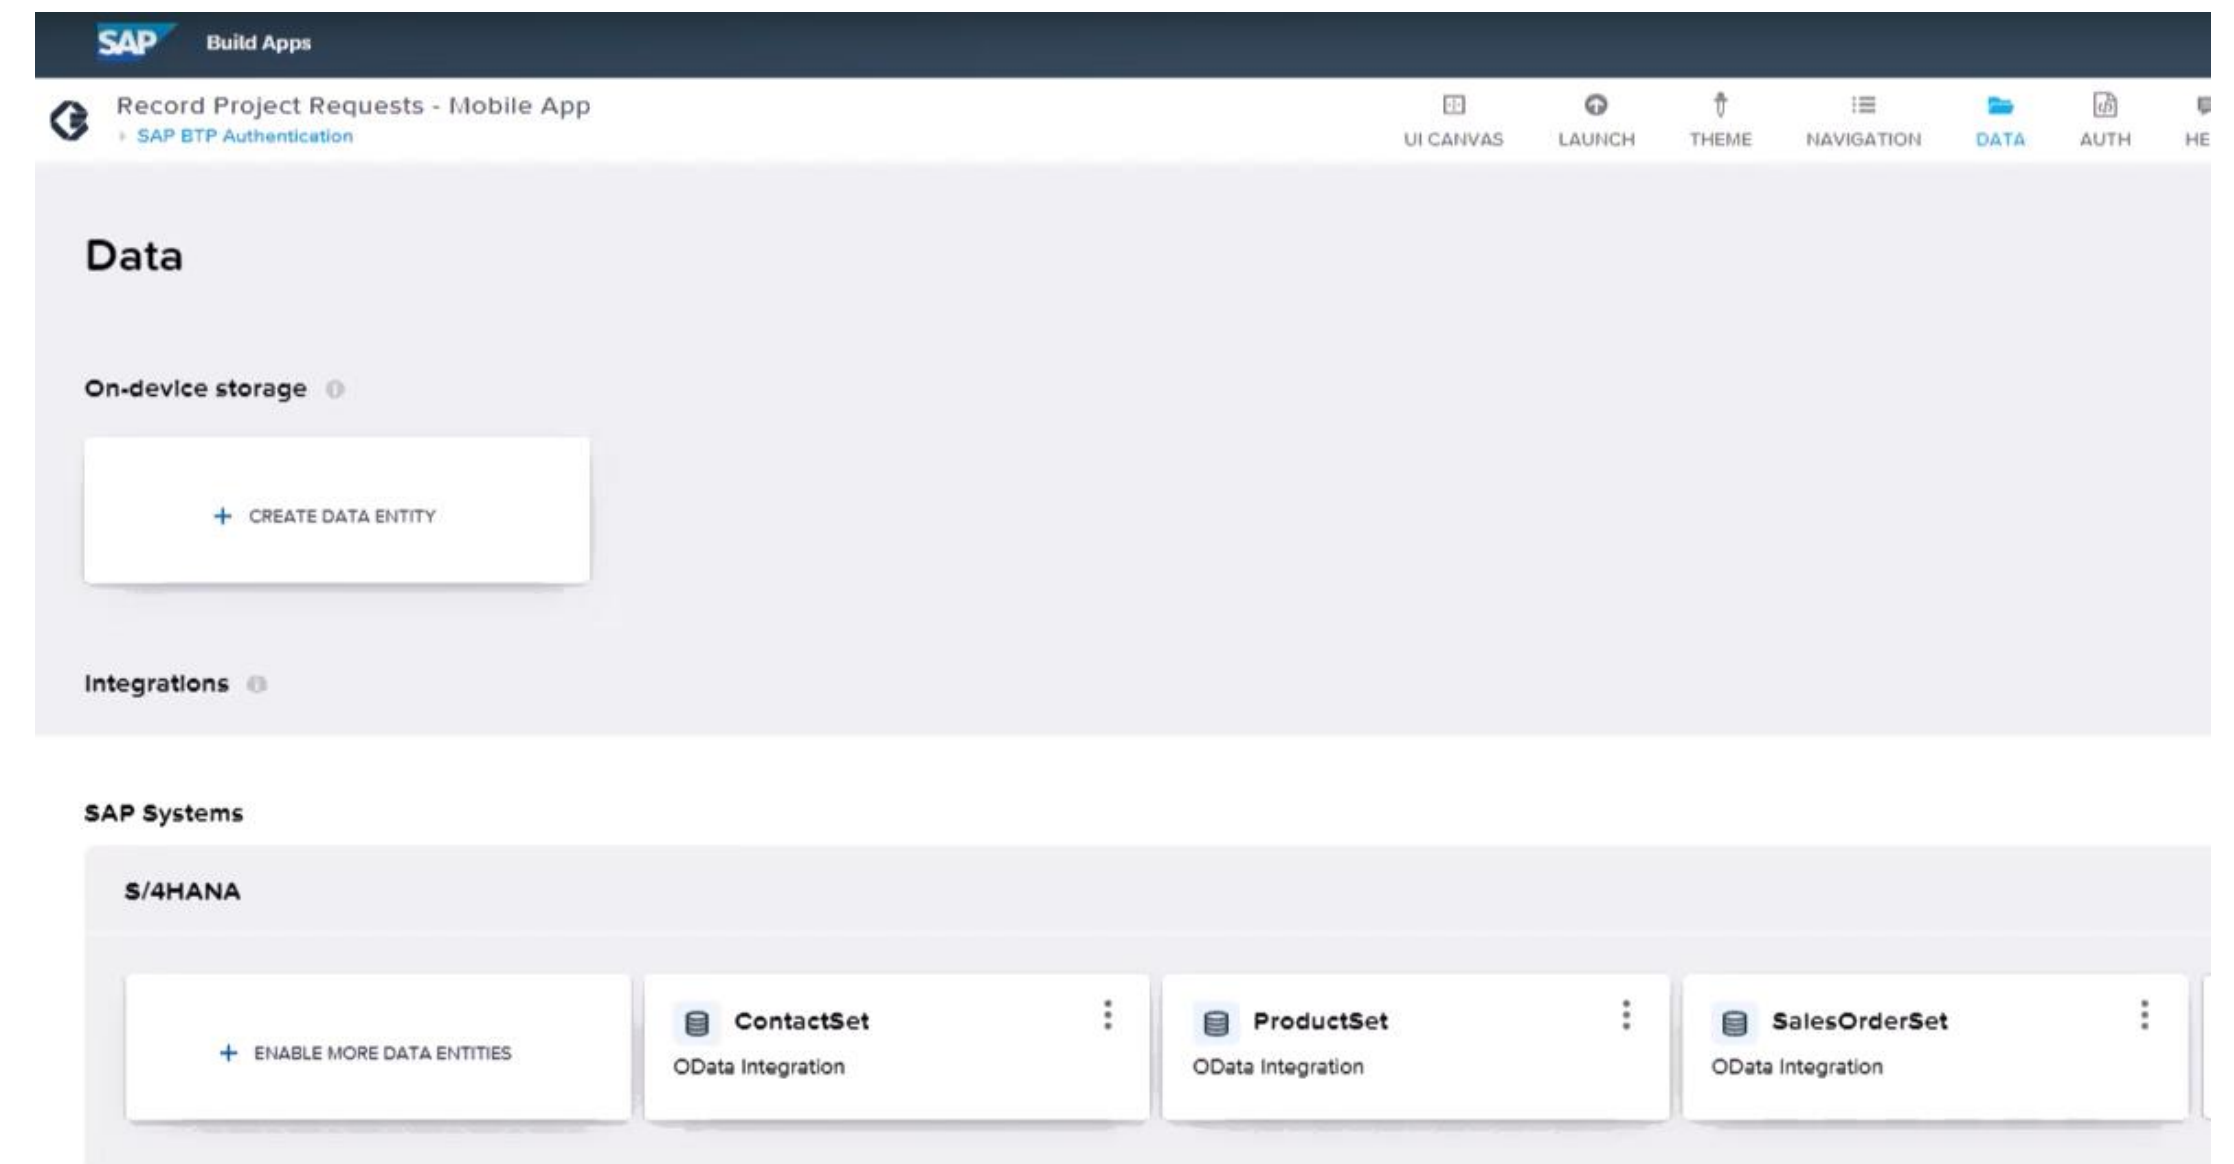 SAP Build Apps
Record Project Requests - Mobile App
SAP BTP Authentication
UI CANVAS LAUNCH THEME NAVIGATION DATA AUTH HE
Data
On-device storage
+ CREATE DATA ENTITY
Integrations
SAP Systems
S/4HANA
+ ENABLE MORE DATA ENTITIES
ContactSet
OData Integration
ProductSet
OData Integration
SalesOrderSet
OData Integration